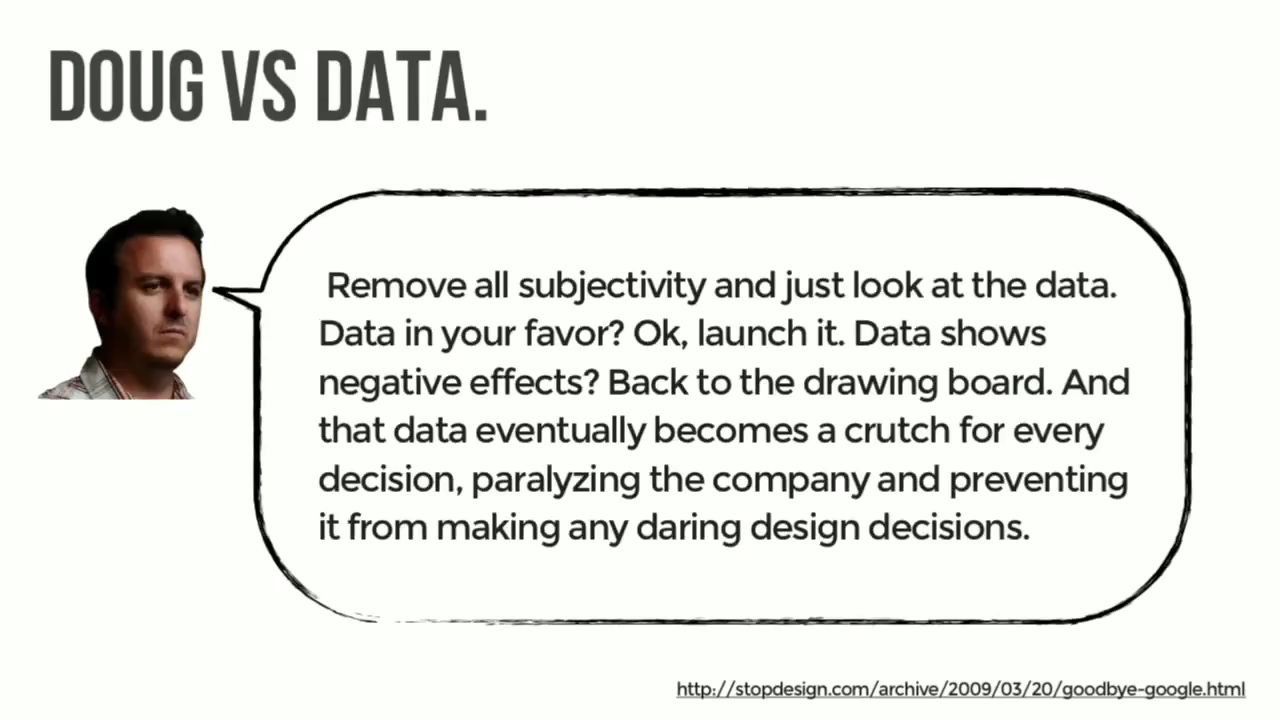 DOUG VS DATA.
Remove all subjectivity and just look at the data.
Data in your favor? Ok, launch it. Data shows
negative effects? Back to the drawing board. And
that data eventually becomes a crutch for every
decision, paralyzing the company and preventing
it from making any daring design decisions.
http://stopdesign.com/archive/2009/03/20/goodbye-google.html